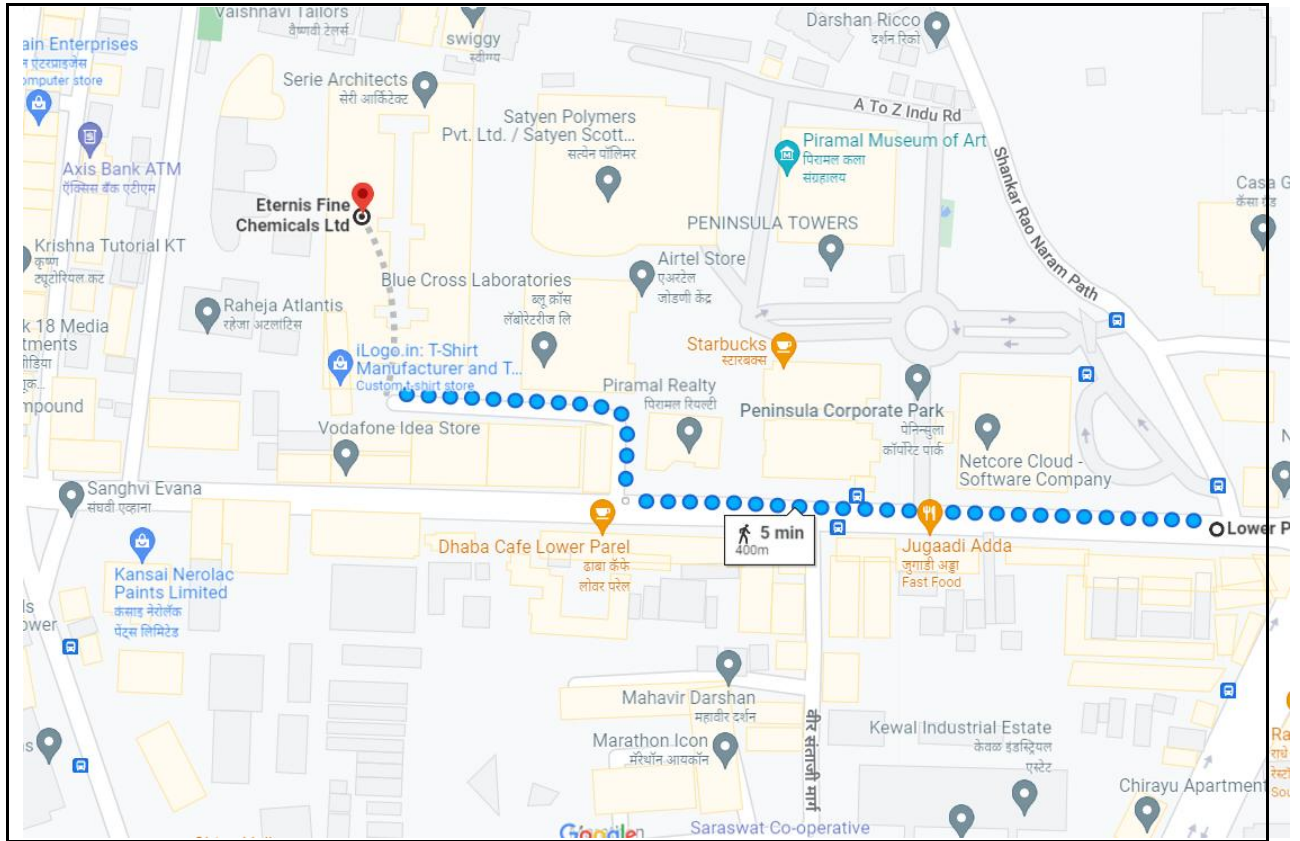 Vaishnavi Tailors
वैष्णवी टेलर्स
swiggy
स्वीग्य
Darshan Ricco
दर्शन रिको
ain Enterprises
न एंटरप्राइजेस
omputer store
Serie Architects
सेरी आर्किटेक्ट
Satyen Polymers
Pvt. Ltd. / Satyen Scott...
सत्येन पॉलिमर
A To Z Indu Rd
Piramal Museum of Art
पिरामल कला
संग्रहालय
Shankar Rao Naram Path
Axis Bank ATM
ऍक्सिस बँक एटीएम
Casa G
Eternis Fine
Chemicals Ltd
PENINSULA TOWERS
Krishna Tutorial KT
कृष्ण
ट्यूटोरियल कट
Airtel Store
एअरटेल
जोडणी केंद्र
Blue Cross Laboratories
ब्लू क्रॉस
लॅबोरेटरीज लि
Raheja Atlantis
रहेजा अटलांटिस
k 18 Media
tments
Starbucks
स्टारबक्स
iLogo.in: T-Shirt
Manufacturer and T...
Custom t-shirt store
Piramal Realty
पिरामल रियल्टी
mpound
Peninsula Corporate Park
पेनिन्सुला
कॉर्पोरेट पार्क
Vodafone Idea Store
Netcore Cloud -
Software Company
Sanghvi Evana
संघवी एव्हाना
5 min
400m
Lower P
Dhaba Cafe Lower Parel
ढाबा कॅफे
लोवर परेल
Jugaadi Adda
जुगाडी अड्डा
Fast Food
Kansai Nerolac
Paints Limited
कंसाइ नेरोलॅक
पेंट्स लिमिटेड
Mahavir Darshan
महावीर दर्शन
वीर संताजी मार्ग
Marathon Icon
मॅरेथॉन आयकॉन
Kewal Industrial Estate
केवळ इंडस्ट्रियल
एस्टेट
Chirayu Apartment
Google
Saraswat Co-operative